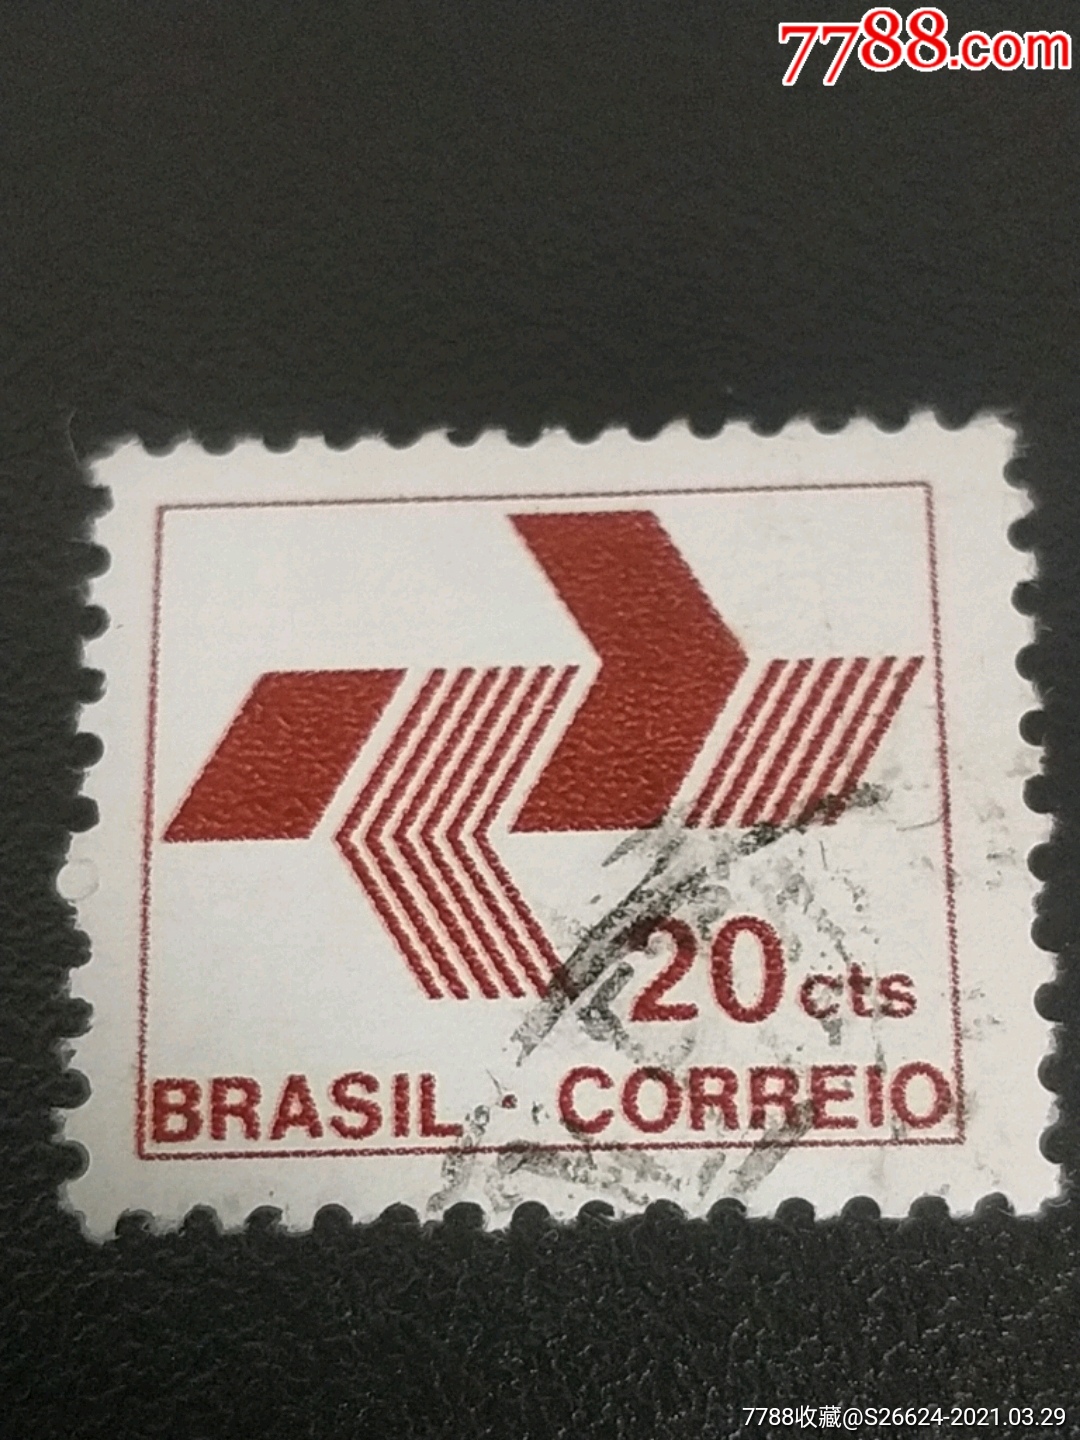 7788.com
20 cts
BRASIL · CORREIO
7788收藏@S26624-2021.03.29